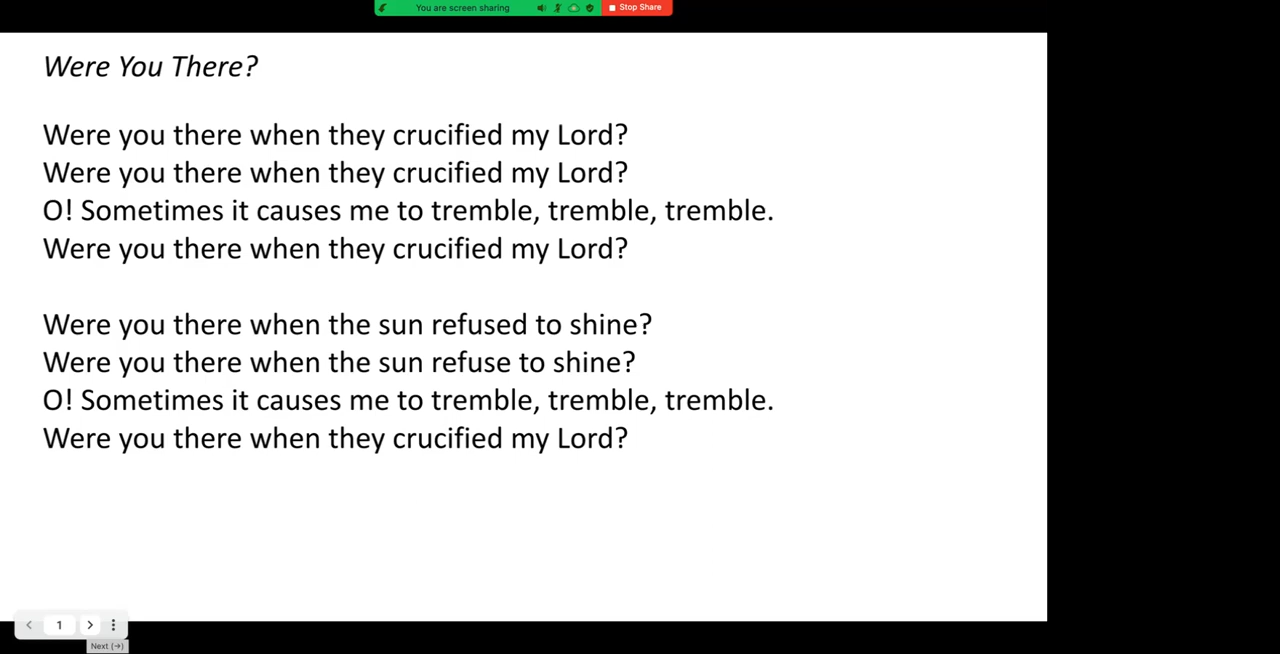 You are screen sharing
Stop Share
Were You There?
Were you there when they crucified my Lord?
Were you there when they crucified my Lord?
O! Sometimes it causes me to tremble, tremble, tremble.
Were you there when they crucified my Lord?
Were you there when the sun refused to shine?
Were you there when the sun refuse to shine?
O! Sometimes it causes me to tremble, tremble, tremble.
Were you there when they crucified my Lord?
1
Next (→)